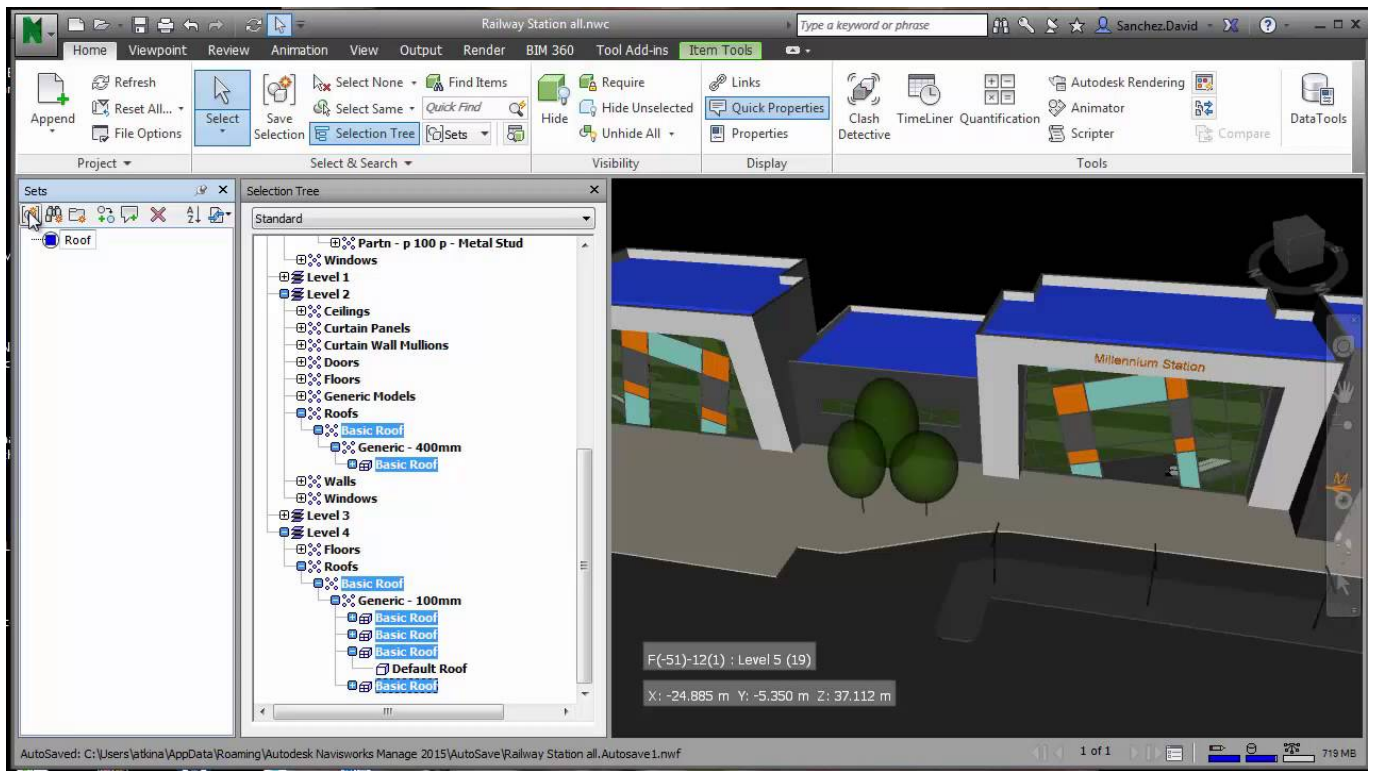 Railway Station all.nwc
Type a keyword or phrase
Sanchez.David
Home Viewpoint Review Animation View Output Render BIM 360 Tool Add-ins Item Tools
Append
Refresh
Reset All...
File Options
Project
Select
Save Selection
Select None
Select Same
Selection Tree
Find Items
Quick Find
Sets
Select & Search
Hide
Require
Hide Unselected
Unhide All
Visibility
Links
Quick Properties
Properties
Display
Clash Detective
TimeLiner
Quantification
Autodesk Rendering
Animator
Scripter
Compare
DataTools
Tools
Sets
Roof
Selection Tree
Standard
Partn - p 100 p - Metal Stud
Windows
Level 1
Level 2
Ceilings
Curtain Panels
Curtain Wall Mullions
Doors
Floors
Generic Models
Roofs
Basic Roof
Generic - 400mm
Basic Roof
Walls
Windows
Level 3
Level 4
Floors
Roofs
Basic Roof
Generic - 100mm
Basic Roof
Basic Roof
Basic Roof
Default Roof
Basic Roof
Millennium Station
F(-51)-12(1) : Level 5 (19)
X: -24.885 m Y: -5.350 m Z: 37.112 m
AutoSaved: C:\Users\atkina\AppData\Roaming\Autodesk Navisworks Manage 2015\AutoSave\Railway Station all.Autosave1.nwf
1 of 1
719 MB